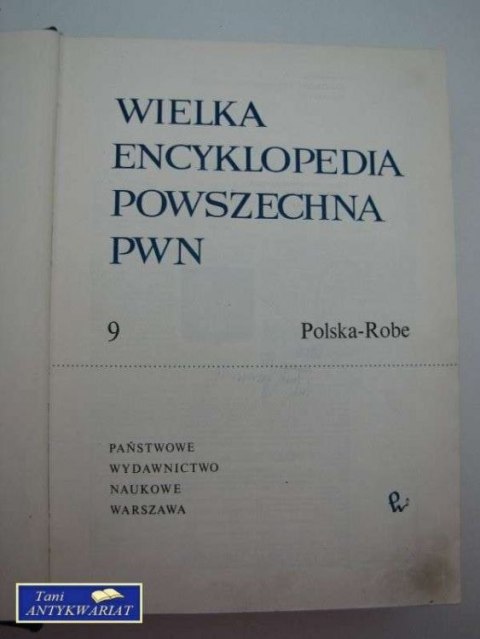 WIELKA
ENCYKLOPEDIA
POWSZECHNA
PWN
9 Polska-Robe
PAŃSTWOWE
WYDAWNICTWO
NAUKOWE
WARSZAWA
Tani
ANTYKWARIAT